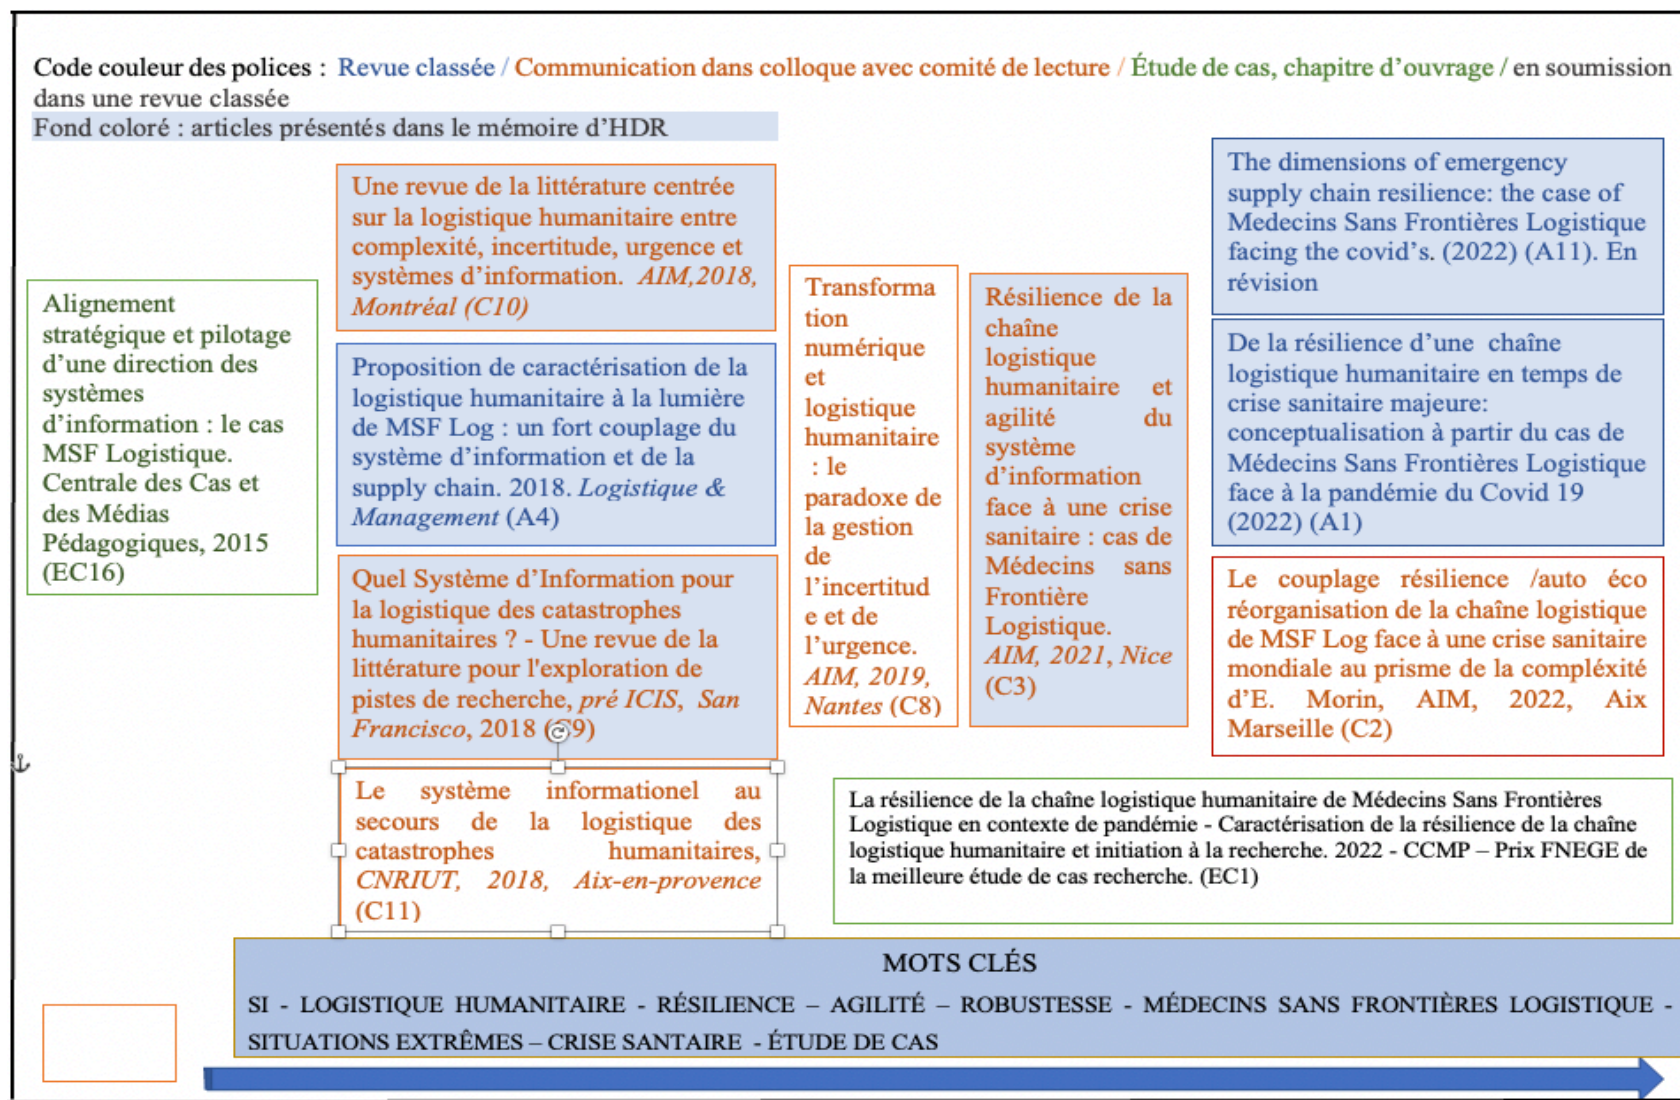 Code couleur des polices : Revue classée / Communication dans colloque avec comité de lecture / Étude de cas, chapitre d’ouvrage / en soumission
dans une revue classée
Fond coloré : articles présentés dans le mémoire d’HDR
Alignement
stratégique et pilotage
d’une direction des
systèmes
d’information : le cas
MSF Logistique.
Centrale des Cas et
des Médias
Pédagogiques, 2015
(EC16)
Une revue de la littérature centrée
sur la logistique humanitaire entre
complexité, incertitude, urgence et
systèmes d’information. AIM,2018,
Montréal (C10)
Proposition de caractérisation de la
logistique humanitaire à la lumière
de MSF Log : un fort couplage du
système d’information et de la
supply chain. 2018. Logistique &
Management (A4)
Quel Système d’Information pour
la logistique des catastrophes
humanitaires ? - Une revue de la
littérature pour l'exploration de
pistes de recherche, pré ICIS, San
Francisco, 2018 (C9)
Le système informationel au
secours de la logistique des
catastrophes humanitaires,
CNRIUT, 2018, Aix-en-provence
(C11)
Transforma
tion
numérique
et
logistique
humanitaire
: le
paradoxe de
la gestion
de
l’incertitud
e et de
l’urgence.
AIM, 2019,
Nantes (C8)
Résilience de la
chaîne
logistique
humanitaire et
agilité du
système
d’information
face à une crise
sanitaire : cas de
Médecins sans
Frontière
Logistique.
AIM, 2021, Nice
(C3)
The dimensions of emergency
supply chain resilience: the case of
Medecins Sans Frontières Logistique
facing the covid’s. (2022) (A11). En
révision
De la résilience d’une chaîne
logistique humanitaire en temps de
crise sanitaire majeure:
conceptualisation à partir du cas de
Médecins Sans Frontières Logistique
face à la pandémie du Covid 19
(2022) (A1)
Le couplage résilience /auto éco
réorganisation de la chaîne logistique
de MSF Log face à une crise sanitaire
mondiale au prisme de la compléxité
d’E. Morin, AIM, 2022, Aix
Marseille (C2)
La résilience de la chaîne logistique humanitaire de Médecins Sans Frontières
Logistique en contexte de pandémie - Caractérisation de la résilience de la chaîne
logistique humanitaire et initiation à la recherche. 2022 - CCMP – Prix FNEGE de
la meilleure étude de cas recherche. (EC1)
MOTS CLÉS
SI - LOGISTIQUE HUMANITAIRE - RÉSILIENCE – AGILITÉ – ROBUSTESSE - MÉDECINS SANS FRONTIÈRES LOGISTIQUE -
SITUATIONS EXTRÊMES – CRISE SANTAIRE - ÉTUDE DE CAS